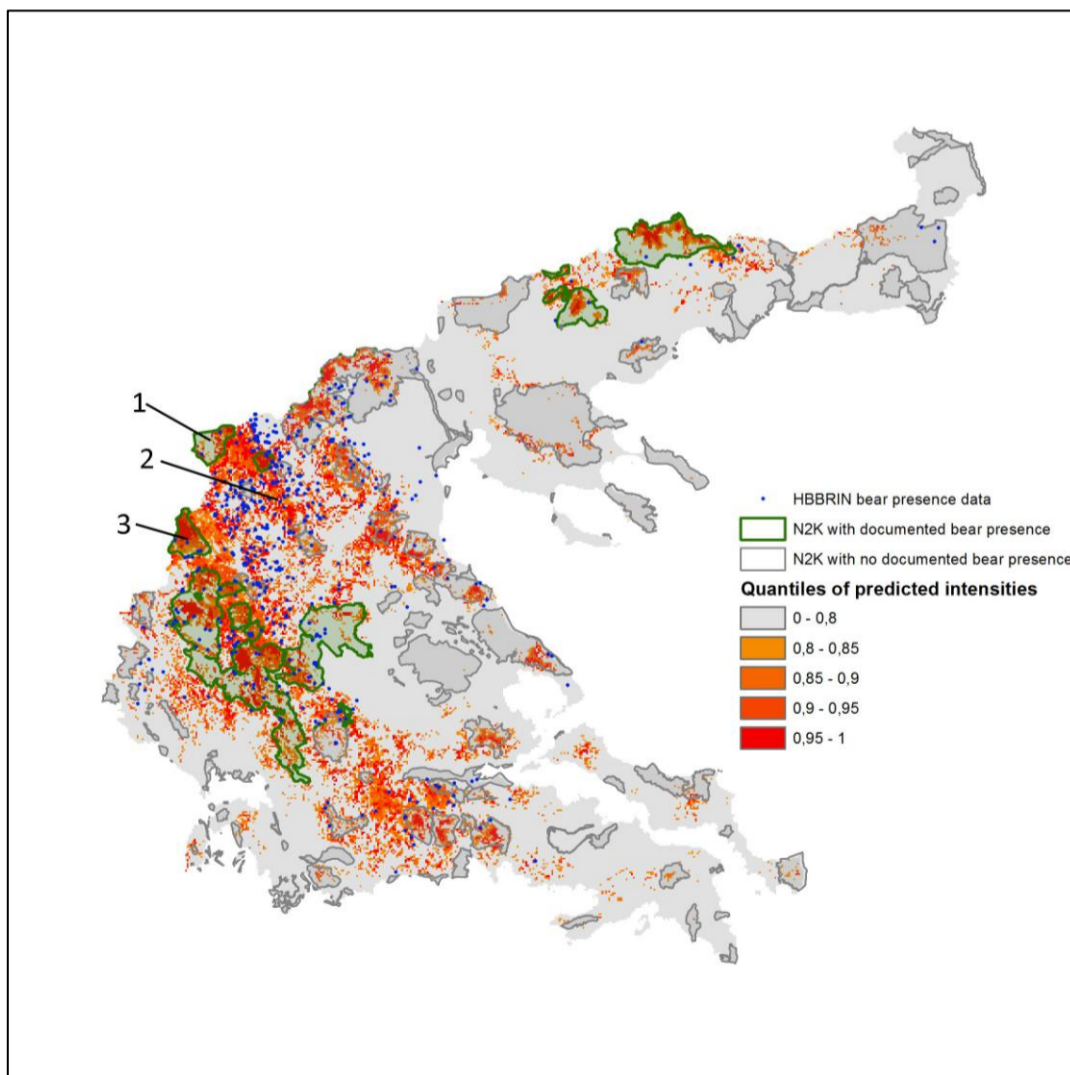 1
2
3
HBBRIN bear presence data
N2K with documented bear presence
N2K with no documented bear presence
Quantiles of predicted intensities
0 - 0,8
0,8 - 0,85
0,85 - 0,9
0,9 - 0,95
0,95 - 1